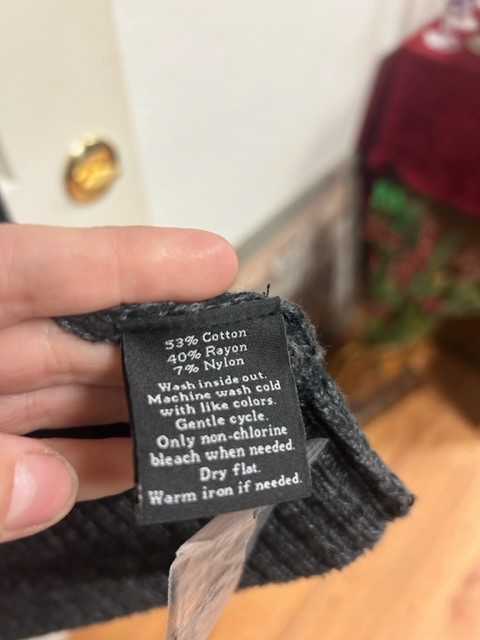 53% Cotton
40% Rayon
7% Nylon
Wash inside out.
Machine wash cold
with like colors.
Gentle cycle.
Only non-chlorine
bleach when needed.
Dry flat.
Warm iron if needed.